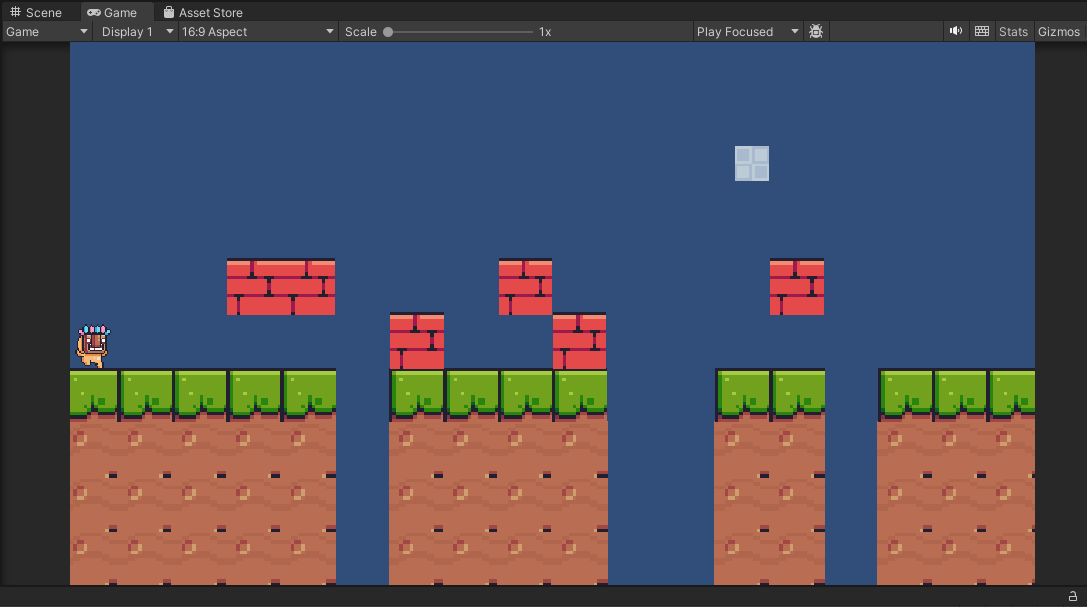 Scene Game Asset Store
Game Display 1 16:9 Aspect Scale 1x Play Focused Stats Gizmos